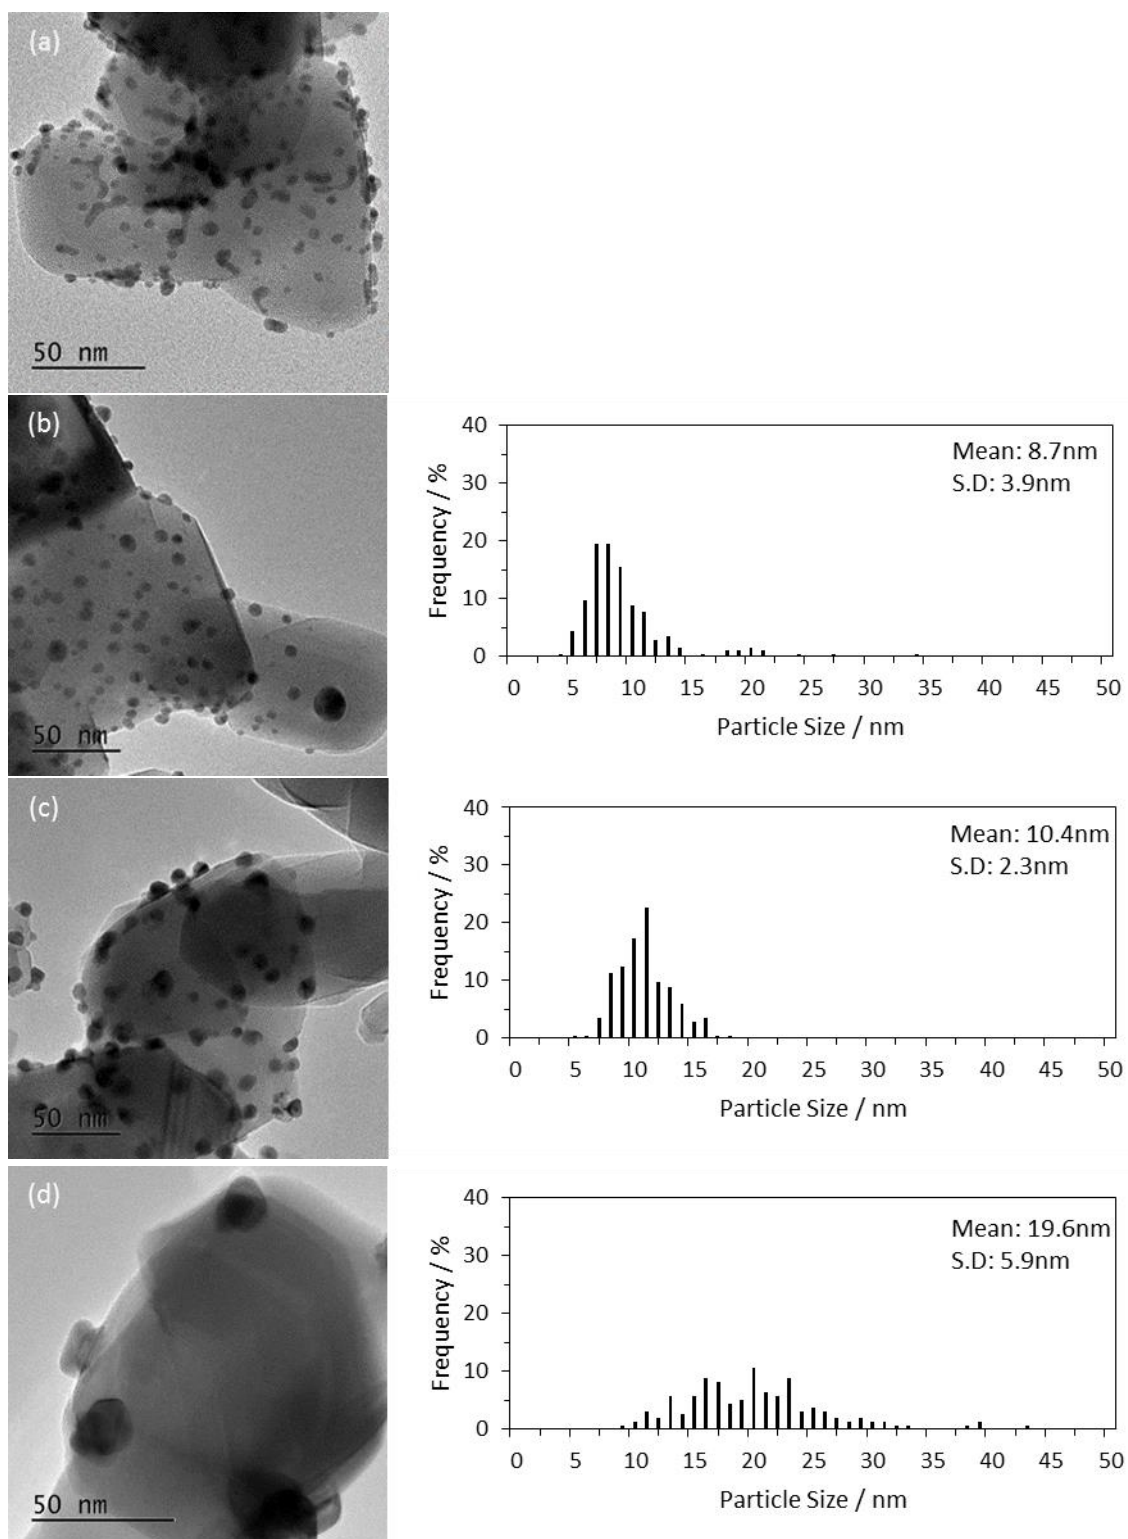 (a)
50 nm
(b)
50 nm
40
30
20
10
0
Frequency / %
Mean: 8.7nm
S.D: 3.9nm
0 5 10 15 20 25 30 35 40 45 50
Particle Size / nm
(c)
50 nm
40
30
20
10
0
Frequency / %
Mean: 10.4nm
S.D: 2.3nm
0 5 10 15 20 25 30 35 40 45 50
Particle Size / nm
(d)
50 nm
40
30
20
10
0
Frequency / %
Mean: 19.6nm
S.D: 5.9nm
0 5 10 15 20 25 30 35 40 45 50
Particle Size / nm